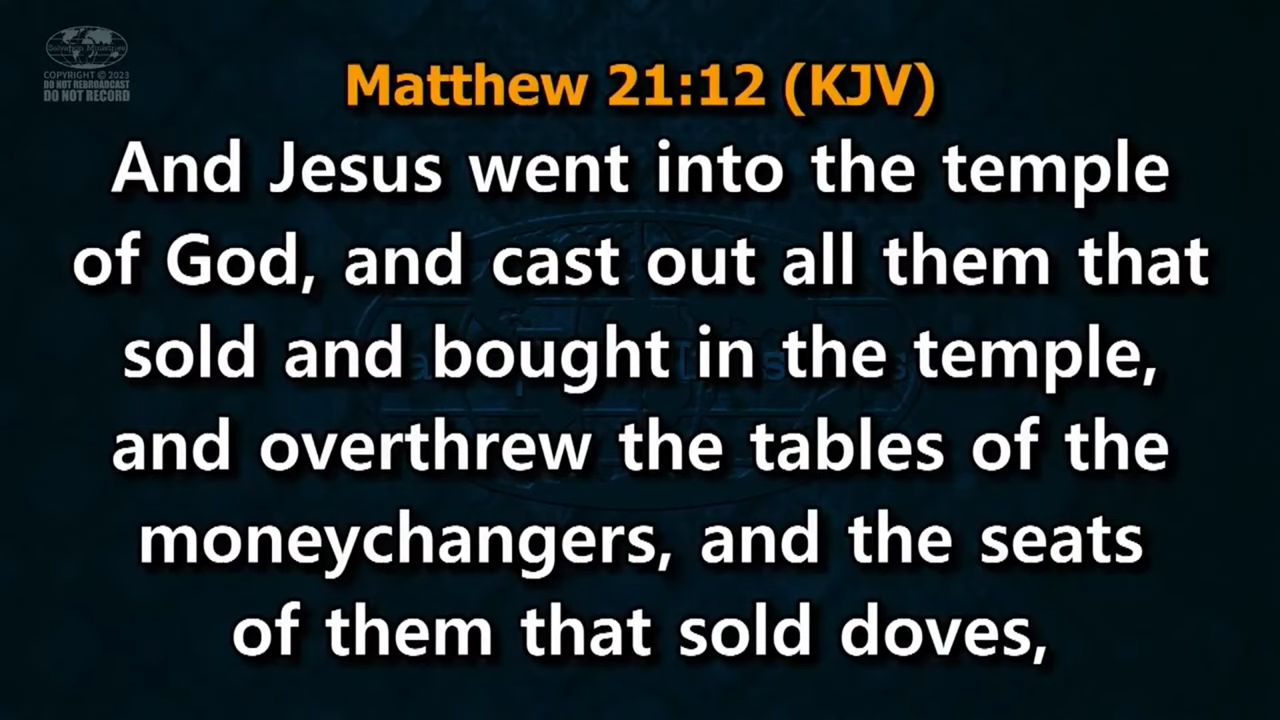 Salvation Ministries
COPYRIGHT © 2023
DO NOT REBROADCAST
DO NOT RECORD
Matthew 21:12 (KJV)
And Jesus went into the temple
of God, and cast out all them that
sold and bought in the temple,
and overthrew the tables of the
moneychangers, and the seats
of them that sold doves,